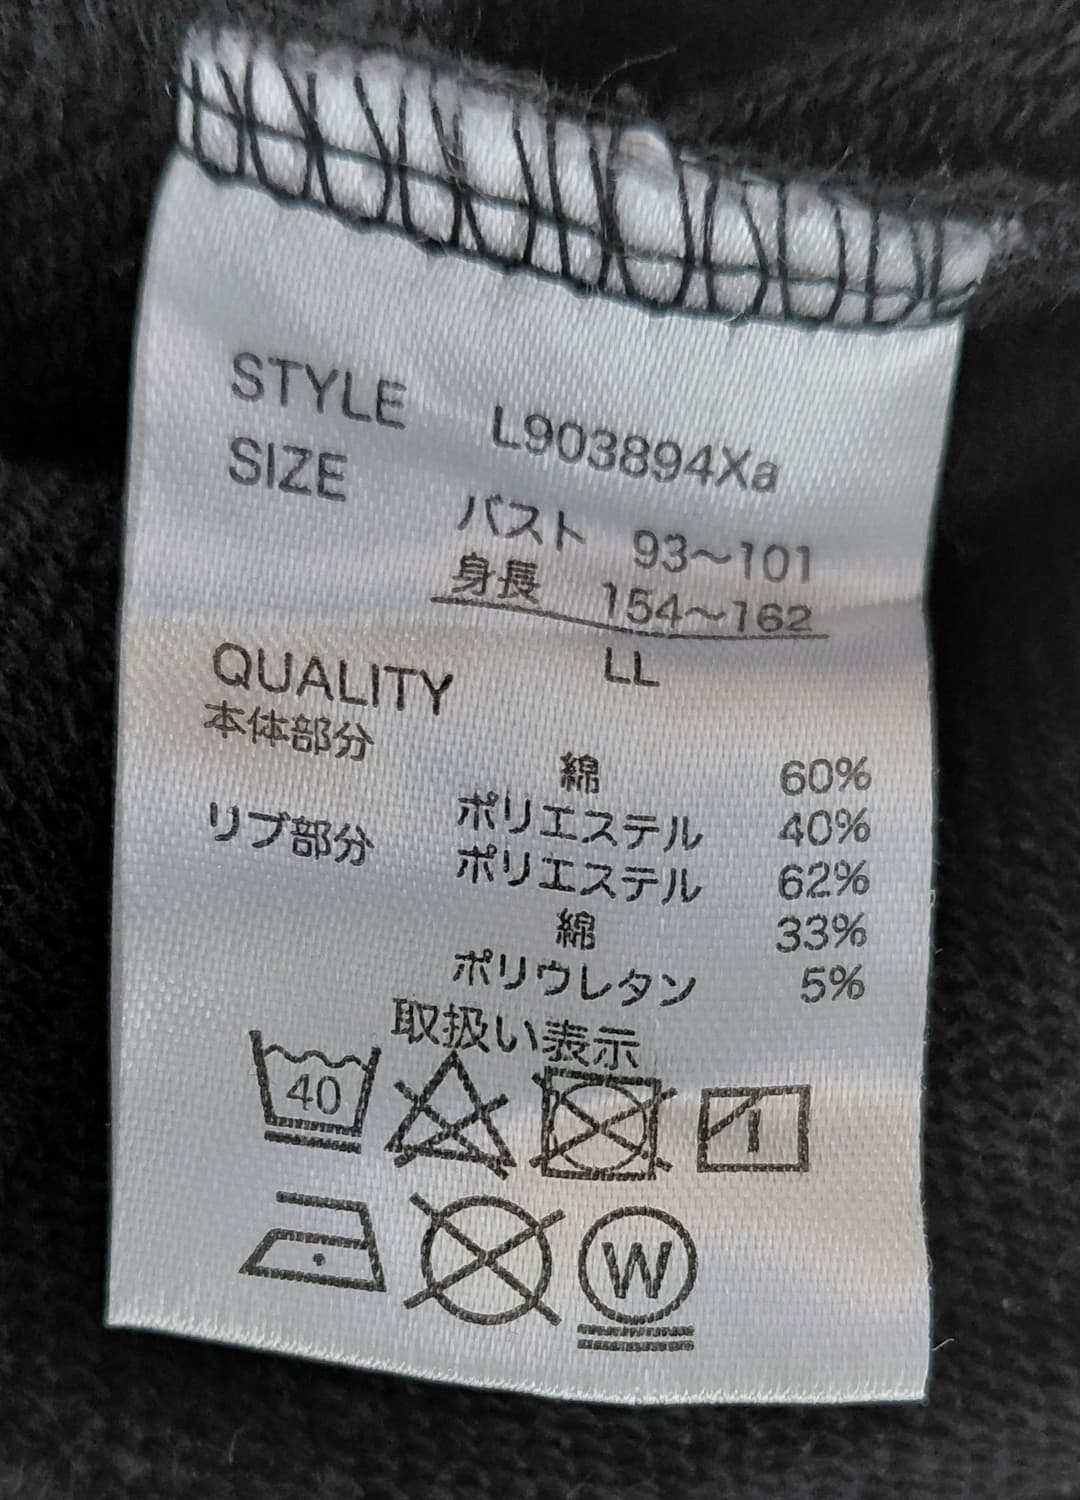 STYLE L903894Xa
SIZE
バスト 93～101
身長 154～162
LL
QUALITY
本体部分
綿 60%
ポリエステル 40%
リブ部分 ポリエステル 62%
綿 33%
ポリウレタン 5%
取扱い表示
40
W